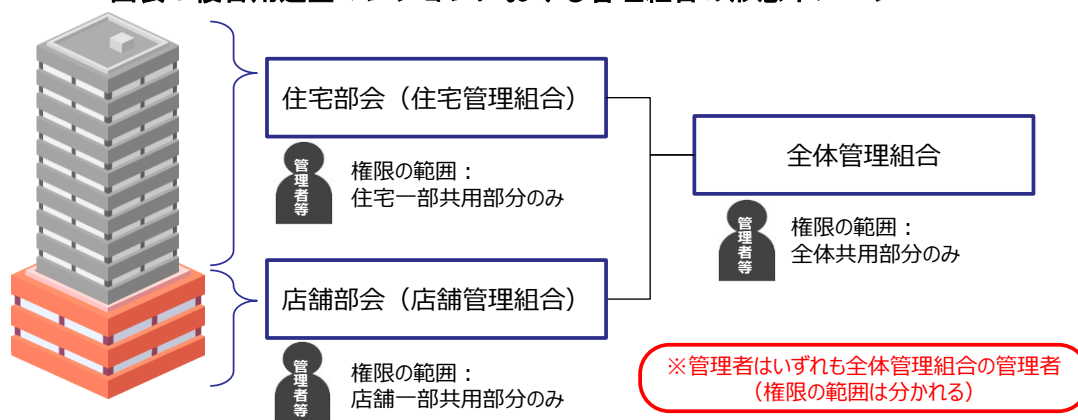 住宅部会（住宅管理組合）
管理者等
権限の範囲：
住宅一部共用部分のみ
全体管理組合
管理者等
権限の範囲：
全体共用部分のみ
店舗部会（店舗管理組合）
管理者等
権限の範囲：
店舗一部共用部分のみ
※管理者はいずれも全体管理組合の管理者
（権限の範囲は分かれる）